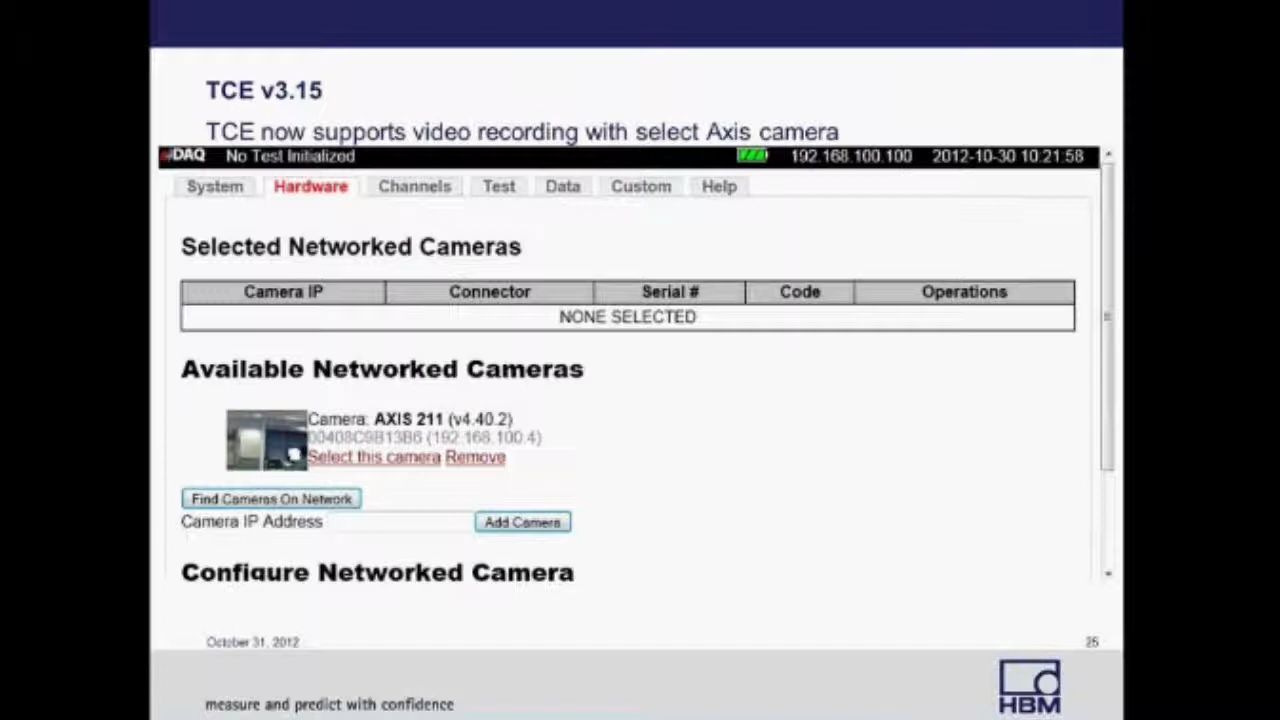 TCE v3.15
TCE now supports video recording with select Axis camera
eDAQ No Test Initialized 192.168.100.100 2012-10-30 10:21:58
System Hardware Channels Test Data Custom Help
Selected Networked Cameras
Camera IP Connector Serial # Code Operations
NONE SELECTED
Available Networked Cameras
Camera: AXIS 211 (v4.40.2)
00408C9B13B6 (192.168.100.4)
Select this camera Remove
Find Cameras On Network
Camera IP Address Add Camera
Configure Networked Camera
October 31, 2012 25
measure and predict with confidence
HBM